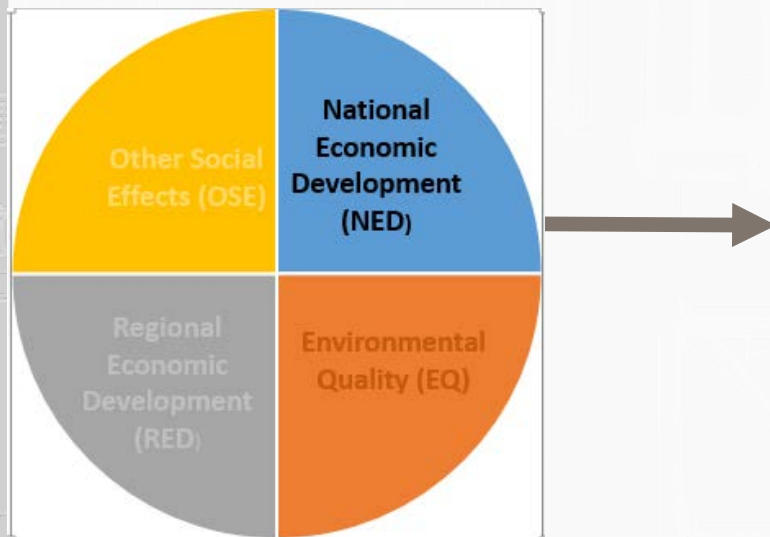 Other Social
Effects (OSE)
National
Economic
Development
(NED)
Regional
Economic
Development
(RED)
Environmental
Quality (EQ)